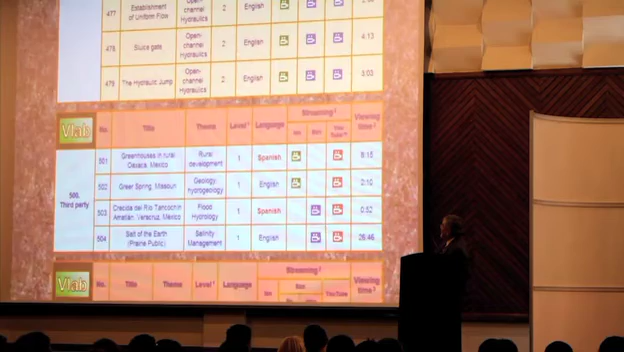 477 Establishment of Uniform Flow Open-channel Hydraulics 2 English
478 Sluice gate Open-channel Hydraulics 2 English 4:13
479 The Hydraulic Jump Open-channel Hydraulics 2 English 3:03
Vlab No. Title Theme Level 1 Language Streaming 2 Viewing time 3
500. Third party
501 Greenhouses in rural Oaxaca, Mexico Rural development 1 Spanish 8:15
502 Greer Spring, Missouri Geology; Hydrogeology 1 English
503 Crecida del Rio Tancochin Amatlan, Veracruz, Mexico Flood Hydrology 1 Spanish 0:52
504 Salt of the Earth (Prairie Public) Salinity Management 1 English 26:46
Vlab No. Title Theme Level 1 Language Streaming 2 Viewing time 3